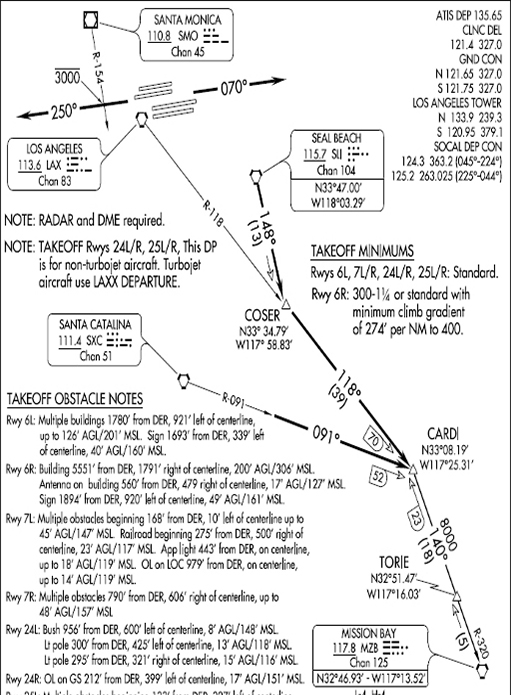 SANTA MONICA
110.8 SMO
Chan 45
R-154
3000
250°
070°
LOS ANGELES
113.6 LAX
Chan 83
ATIS DEP 135.65
CLNC DEL
121.4 327.0
GND CON
N 121.65 327.0
S 121.75 327.0
LOS ANGELES TOWER
N 133.9 239.3
S 120.95 379.1
SOCAL DEP CON
124.3 363.2 (045°-224°)
125.2 263.025 (225°-044°)
SEAL BEACH
115.7 SLI
Chan 104
N33°47.00'
W118°03.29'
R-118
148°
(13)
NOTE: RADAR and DME required.
NOTE: TAKEOFF Rwys 24L/R, 25L/R, This DP
is for non-turbojet aircraft. Turbojet
aircraft use LAXX DEPARTURE.
TAKEOFF MINIMUMS
Rwys 6L, 7L/R, 24L/R, 25L/R: Standard.
Rwy 6R: 300-1¼ or standard with
minimum climb gradient
of 274' per NM to 400.
COSER
N33° 34.79'
W117° 58.83'
SANTA CATALINA
111.4 SXC
Chan 51
R-091
091°
118°
(39)
70
52
CARDI
N33°08.19'
W117°25.31'
23
8000
140°
(18)
TORIE
N32°51.47'
W117°16.03'
(5)
R-320
MISSION BAY
117.8 MZB
Chan 125
N32°46.93' - W117°13.52'
TAKEOFF OBSTACLE NOTES
Rwy 6L: Multiple buildings 1780' from DER, 921' left of centerline,
up to 126' AGL/201' MSL. Sign 1693' from DER, 339' left
of centerline, 40' AGL/160' MSL.
Rwy 6R: Building 5551' from DER, 1791' right of centerline, 200' AGL/306' MSL.
Antenna on building 560' from DER, 479 right of centerline, 17' AGL/127' MSL.
Sign 1894' from DER, 920' left of centerline, 49' AGL/161' MSL.
Rwy 7L: Multiple obstacles beginning 168' from DER, 10' left of centerline up to
45' AGL/147' MSL. Railroad beginning 275' from DER, 500' right of
centerline, 23' AGL/117' MSL. App light 443' from DER, on centerline,
up to 18' AGL/119' MSL. OL on LOC 979' from DER, on centerline,
up to 14' AGL/119' MSL.
Rwy 7R: Multiple obstacles 790' from DER, 606' right of centerline, up to
48' AGL/157' MSL
Rwy 24L: Bush 956' from DER, 600' left of centerline, 8' AGL/148' MSL.
Lt pole 300' from DER, 425' left of centerline, 13' AGL/118' MSL.
Lt pole 295' from DER, 321' right of centerline, 15' AGL/116' MSL.
Rwy 24R: OL on GS 212' from DER, 399' left of centerline, 17' AGL/151' MSL.